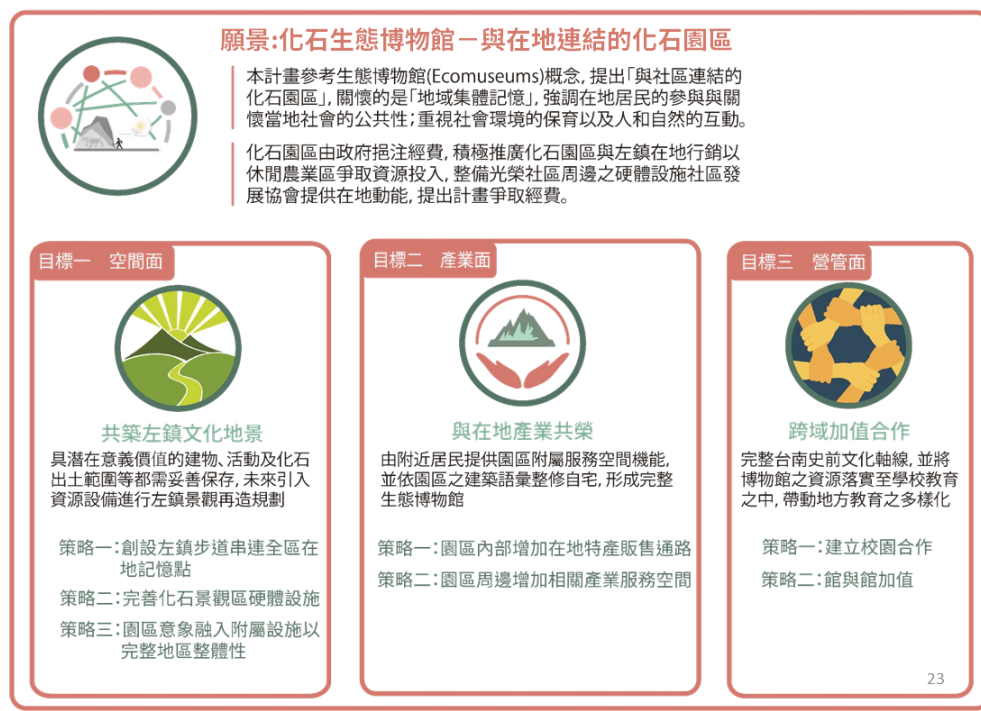 願景:化石生態博物館－與在地連結的化石園區
本計畫參考生態博物館(Ecomuseums)概念, 提出「與社區連結的
化石園區」, 關懷的是「地域集體記憶」, 強調在地居民的參與與關
懷當地社會的公共性；重視社會環境的保育以及人和自然的互動。
化石園區由政府挹注經費, 積極推廣化石園區與左鎮在地行銷以
休閒農業區爭取資源投入, 整備光榮社區周邊之硬體設施社區發
展協會提供在地動能, 提出計畫爭取經費。
目標一 空間面
共築左鎮文化地景
具潛在意義價值的建物、活動及化石
出土範圍等都需妥善保存, 未來引入
資源設備進行左鎮景觀再造規劃
策略一：創設左鎮步道串連全區在
地記憶點
策略二：完善化石景觀區硬體設施
策略三：園區意象融入附屬設施以
完整地區整體性
目標二 產業面
與在地產業共榮
由附近居民提供園區附屬服務空間機能,
並依園區之建築語彙整修自宅, 形成完整
生態博物館
策略一：園區內部增加在地特產販售通路
策略二：園區周邊增加相關產業服務空間
目標三 營管面
跨域加值合作
完整台南史前文化軸線, 並將
博物館之資源落實至學校教育
之中, 帶動地方教育之多樣化
策略一：建立校園合作
策略二：館與館加值
23